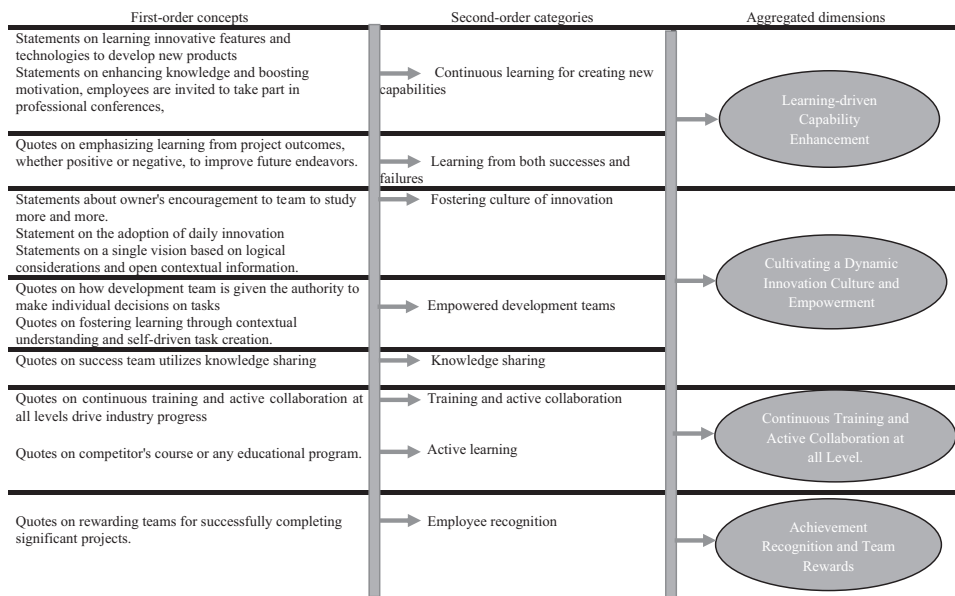 First-order concepts
Second-order categories
Aggregated dimensions
Statements on learning innovative features and
technologies to develop new products
Statements on enhancing knowledge and boosting
motivation, employees are invited to take part in
professional conferences,
Continuous learning for creating new
capabilities
Learning-driven
Capability
Enhancement
Quotes on emphasizing learning from project outcomes,
whether positive or negative, to improve future endeavors.
Learning from both successes and
failures
Statements about owner's encouragement to team to study
more and more.
Statement on the adoption of daily innovation
Statements on a single vision based on logical
considerations and open contextual information.
Fostering culture of innovation
Cultivating a Dynamic
Innovation Culture and
Empowerment
Quotes on how development team is given the authority to
make individual decisions on tasks
Quotes on fostering learning through contextual
understanding and self-driven task creation.
Empowered development teams
Quotes on success team utilizes knowledge sharing
Knowledge sharing
Quotes on continuous training and active collaboration at
all levels drive industry progress
Training and active collaboration
Continuous Training and
Active Collaboration at
all Level.
Quotes on competitor's course or any educational program.
Active learning
Quotes on rewarding teams for successfully completing
significant projects.
Employee recognition
Achievement
Recognition and Team
Rewards